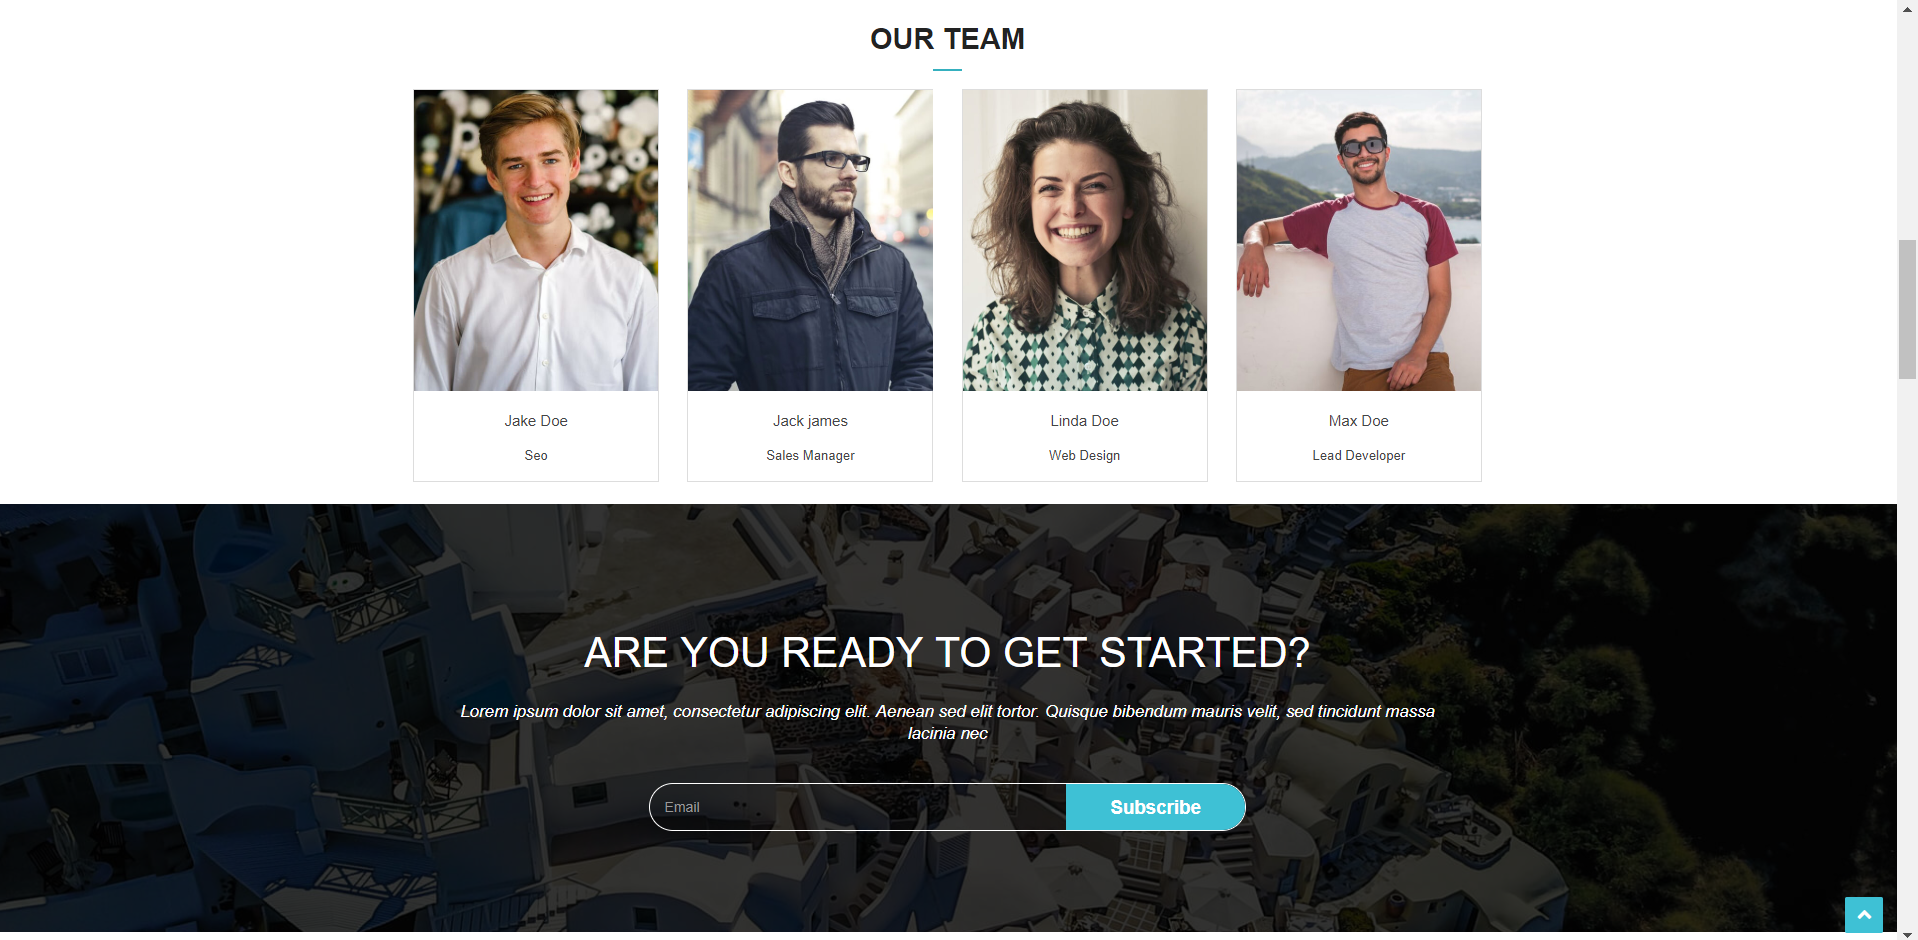 OUR TEAM
Jake Doe
Seo
Jack james
Sales Manager
Linda Doe
Web Design
Max Doe
Lead Developer
ARE YOU READY TO GET STARTED?
Lorem ipsum dolor sit amet, consectetur adipiscing elit. Aenean sed elit tortor. Quisque bibendum mauris velit, sed tincidunt massa
lacinia nec
Email
Subscribe